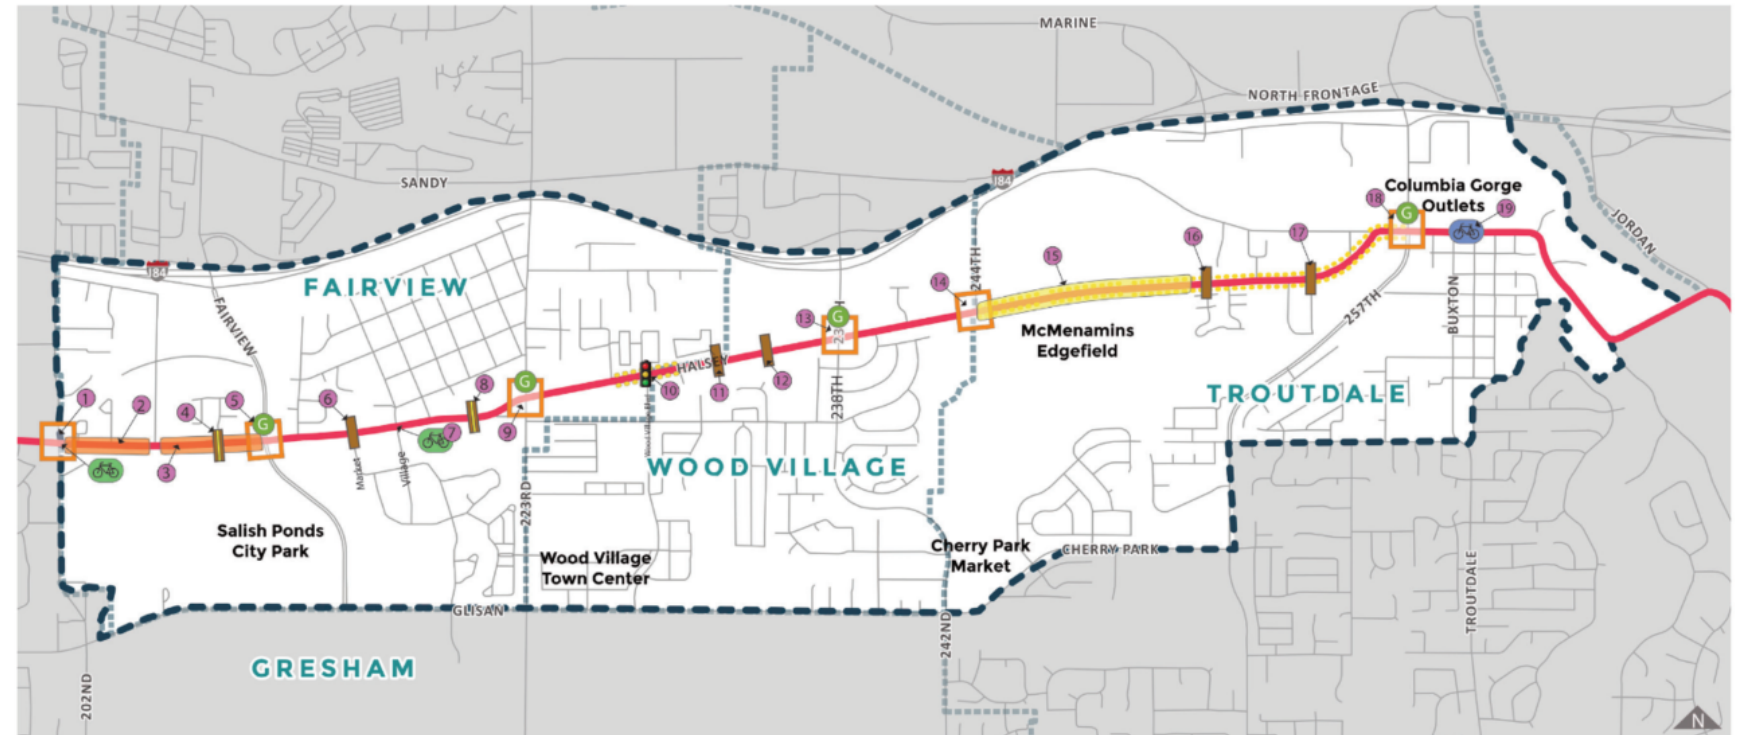 MARINE
NORTH FRONTAGE
I84
SANDY
Columbia Gorge
Outlets
18
G
19
JORDAN
16
17
15
244TH
14
I84
FAIRVIEW
FAIRVIEW
BUXTON
257TH
13
G
McMenamins
Edgefield
HALSEY
238TH
TROUTDALE
1
2
4
5
G
6
8
G
10
11
12
7
9
3
Market
Village
WOOD VILLAGE
223RD
Salish Ponds
City Park
Wood Village
Town Center
Cherry Park
Market
CHERRY PARK
TROUTDALE
GLISAN
242ND
GRESHAM
202ND
N